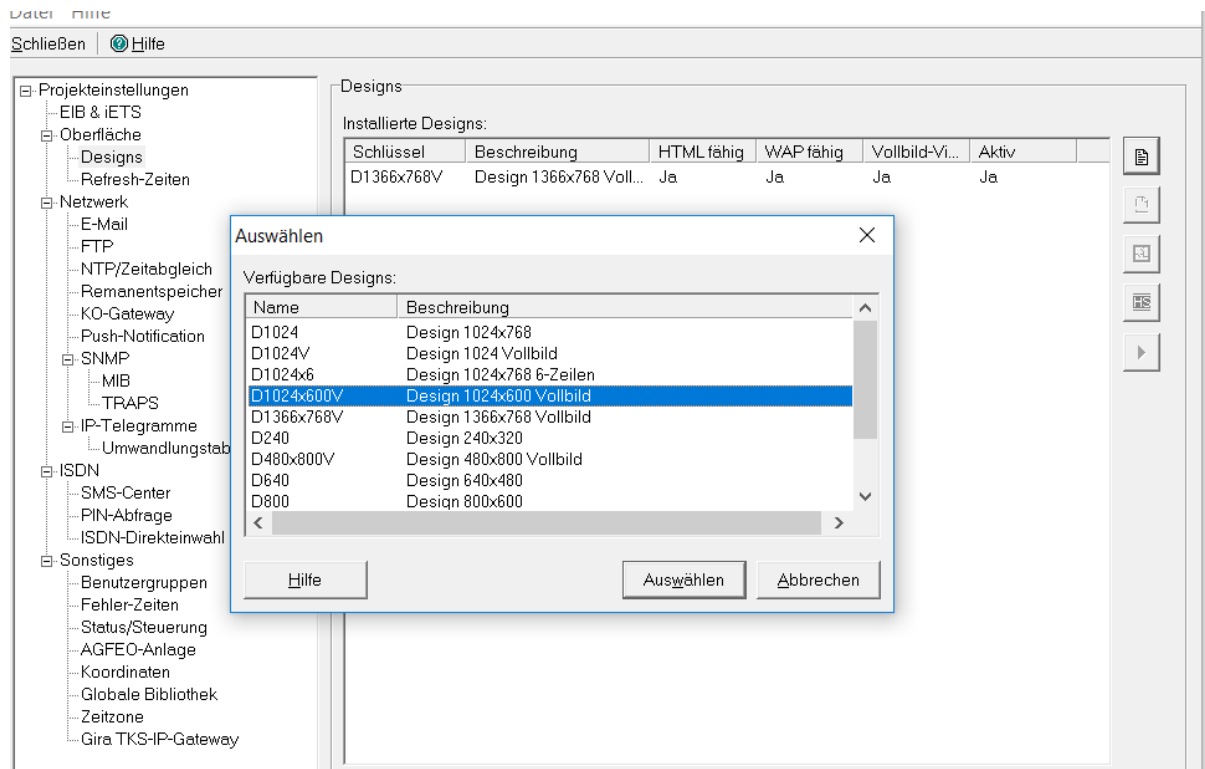 Datei Hilfe
Schließen Hilfe
Projekteinstellungen
EIB & iETS
Oberfläche
Designs
Refresh-Zeiten
Netzwerk
E-Mail
FTP
NTP/Zeitabgleich
Remanentspeicher
KO-Gateway
Push-Notification
SNMP
MIB
TRAPS
IP-Telegramme
Umwandlungstab
ISDN
SMS-Center
PIN-Abfrage
ISDN-Direkteinwahl
Sonstiges
Benutzergruppen
Fehler-Zeiten
Status/Steuerung
AGFEO-Anlage
Koordinaten
Globale Bibliothek
Zeitzone
Gira TKS-IP-Gateway
Designs
Installierte Designs:
Schlüssel Beschreibung HTML fähig WAP fähig Vollbild-Vi... Aktiv
D1366x768V Design 1366x768 Voll... Ja Ja Ja Ja
HS
Auswählen
Verfügbare Designs:
Name Beschreibung
D1024 Design 1024x768
D1024V Design 1024 Vollbild
D1024x6 Design 1024x768 6-Zeilen
D1024x600V Design 1024x600 Vollbild
D1366x768V Design 1366x768 Vollbild
D240 Design 240x320
D480x800V Design 480x800 Vollbild
D640 Design 640x480
D800 Design 800x600
Hilfe Auswählen Abbrechen